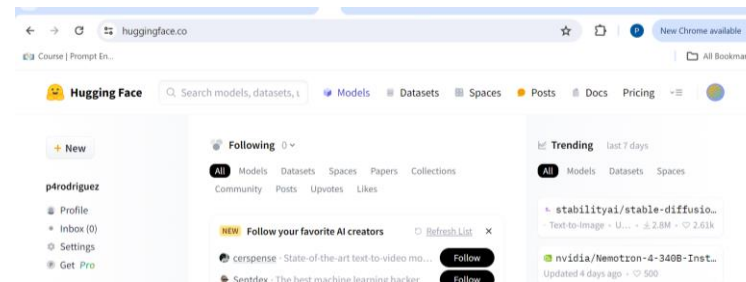 huggingface.co
P
New Chrome available
Course | Prompt En...
All Bookmar
Hugging Face
Search models, datasets, u
Models
Datasets
Spaces
Posts
Docs
Pricing
+ New
p4rodriguez
Profile
Inbox (0)
Settings
Get Pro
Following 0
All Models Datasets Spaces Papers Collections
Community Posts Upvotes Likes
NEW Follow your favorite AI creators Refresh List ×
cerspense · State-of-the-art text-to-video mo... Follow
Sentdex · The best machine learning hacker Follow
Trending last 7 days
All Models Datasets Spaces
stabilityai/stable-diffusio…
Text-to-Image • U... • 2.8M • 2.61k
nvidia/Nemotron-4-340B-Inst…
Updated 4 days ago • 500